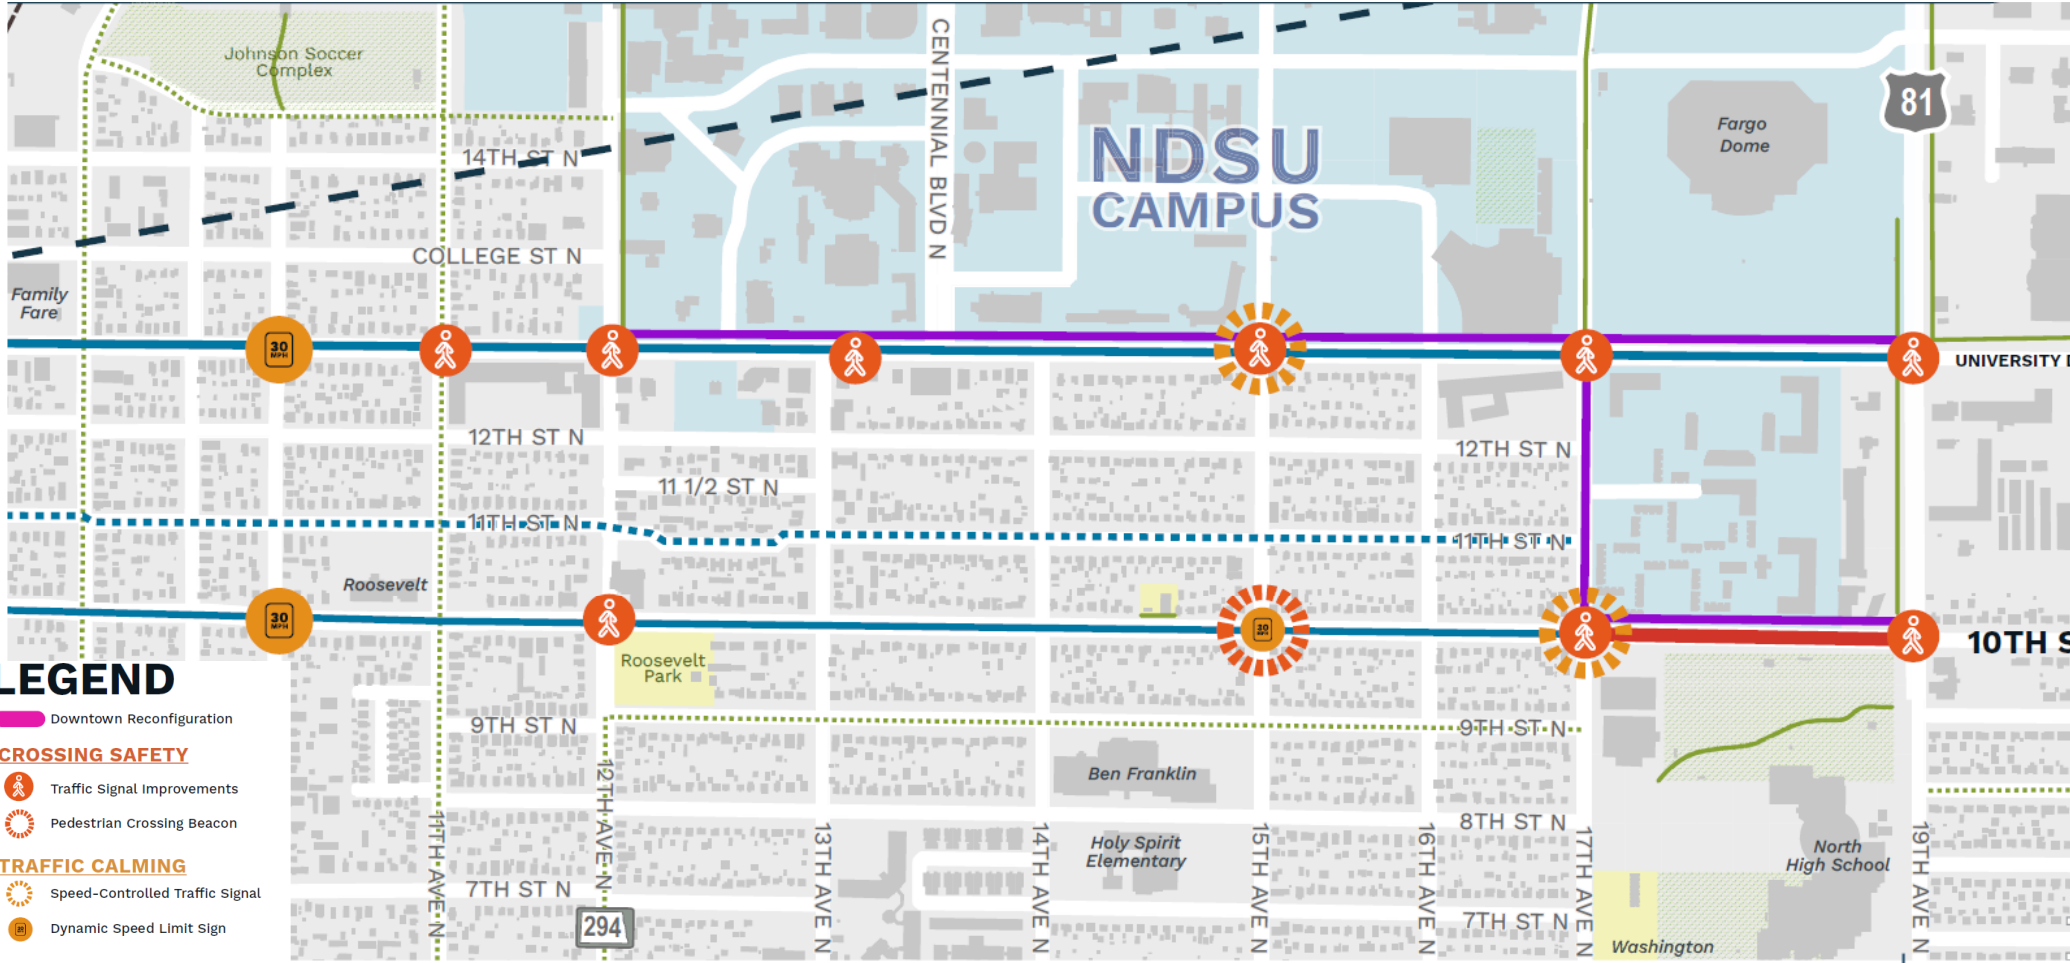 Johnson Soccer
Complex
CENTENNIAL BLVD N
81
Fargo
Dome
NDSU
CAMPUS
14TH ST N
COLLEGE ST N
Family
Fare
30
MPH
UNIVERSITY
12TH ST N
12TH ST N
11 1/2 ST N
11TH ST N
11TH ST N
Roosevelt
30
MPH
30
MPH
10TH S
Roosevelt
Park
LEGEND
Downtown Reconfiguration
9TH ST N
9TH ST N
CROSSING SAFETY
Traffic Signal Improvements
Pedestrian Crossing Beacon
Ben Franklin
8TH ST N
11TH AVE N
12TH AVE N
13TH AVE N
14TH AVE N
15TH AVE N
16TH AVE N
17TH AVE N
19TH AVE N
Holy Spirit
Elementary
North
High School
TRAFFIC CALMING
Speed-Controlled Traffic Signal
Dynamic Speed Limit Sign
7TH ST N
7TH ST N
294
Washington